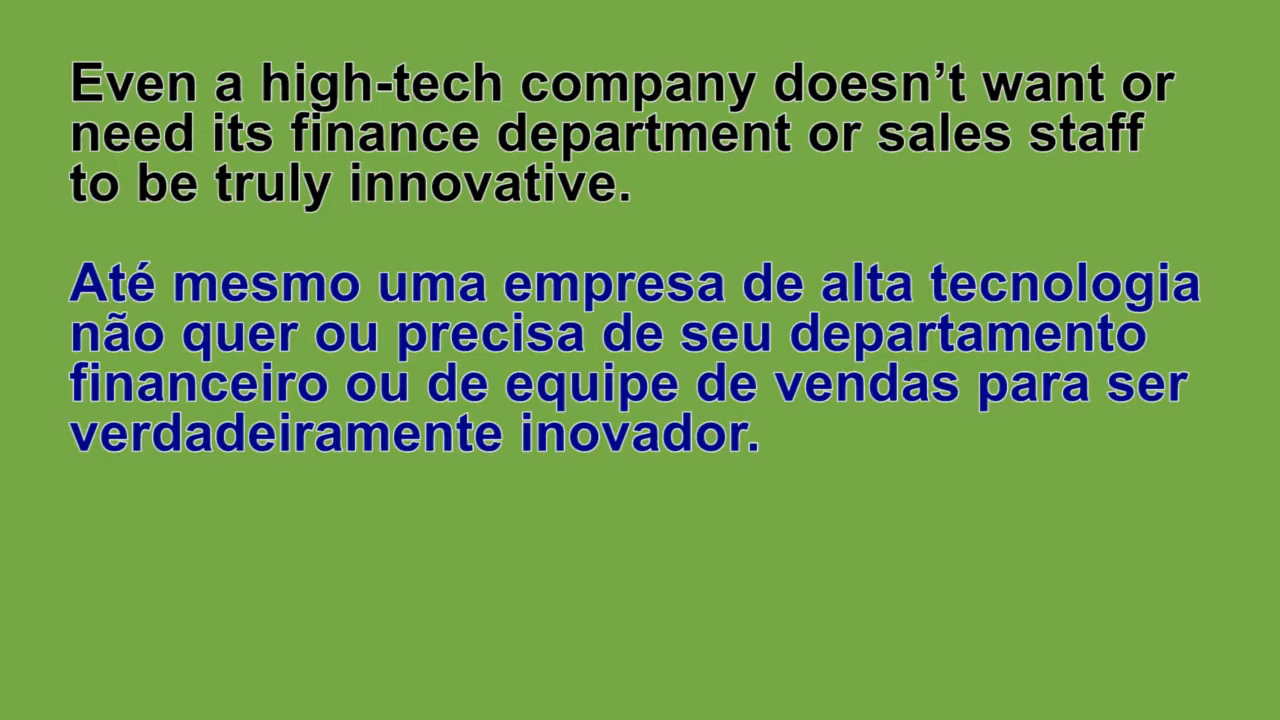 Even a high-tech company doesn’t want or
need its finance department or sales staff
to be truly innovative.
Até mesmo uma empresa de alta tecnologia
não quer ou precisa de seu departamento
financeiro ou de equipe de vendas para ser
verdadeiramente inovador.